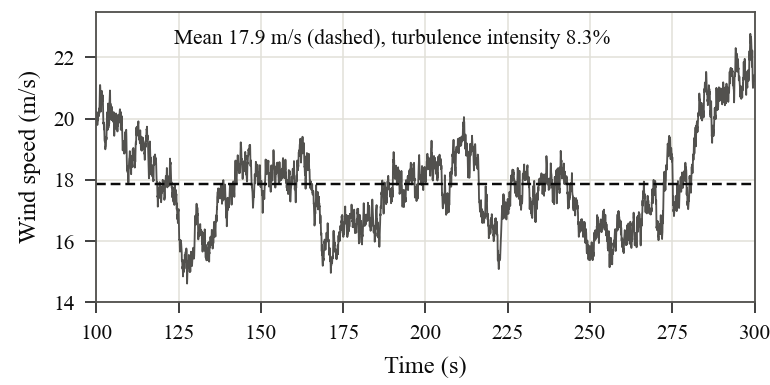 Mean 17.9 m/s (dashed), turbulence intensity 8.3%
Wind speed (m/s)
22
20
18
16
14
100 125 150 175 200 225 250 275 300
Time (s)